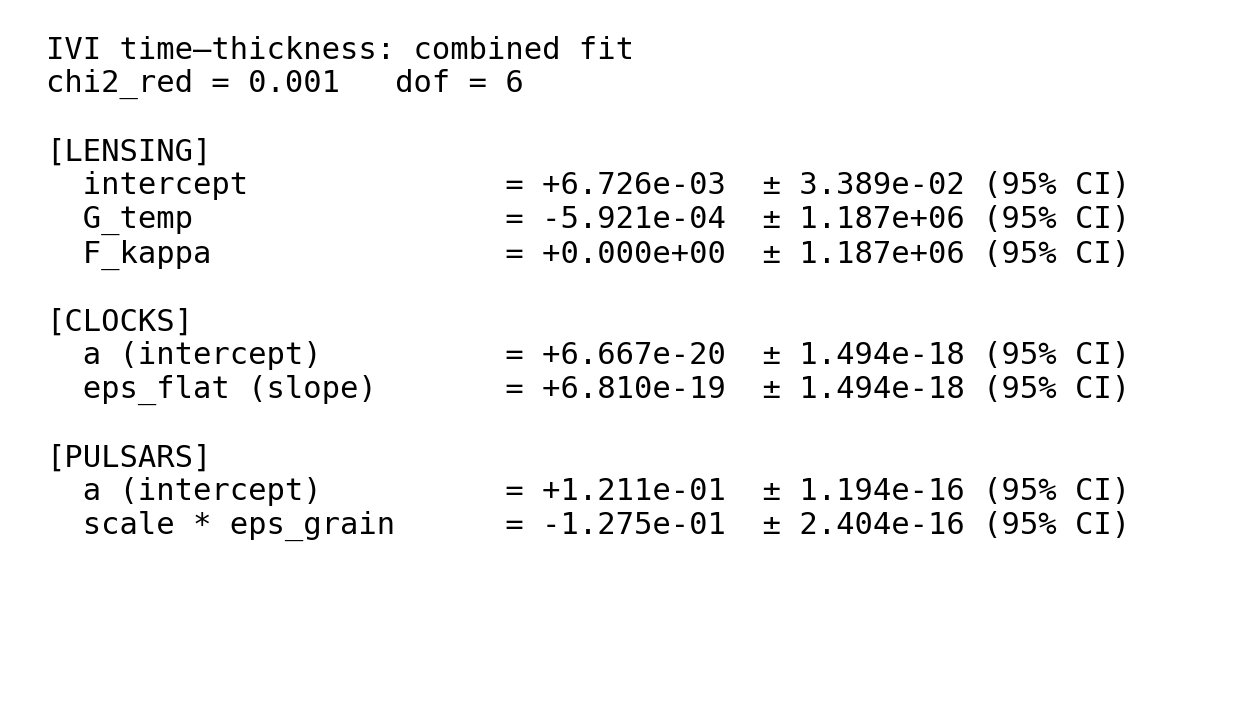 IVI time–thickness: combined fit
chi2_red = 0.001   dof = 6
[LENSING]
  intercept              = +6.726e-03  ± 3.389e-02 (95% CI)
  G_temp                 = -5.921e-04  ± 1.187e+06 (95% CI)
  F_kappa                = +0.000e+00  ± 1.187e+06 (95% CI)
[CLOCKS]
  a (intercept)          = +6.667e-20  ± 1.494e-18 (95% CI)
  eps_flat (slope)       = +6.810e-19  ± 1.494e-18 (95% CI)
[PULSARS]
  a (intercept)          = +1.211e-01  ± 1.194e-16 (95% CI)
  scale * eps_grain      = -1.275e-01  ± 2.404e-16 (95% CI)